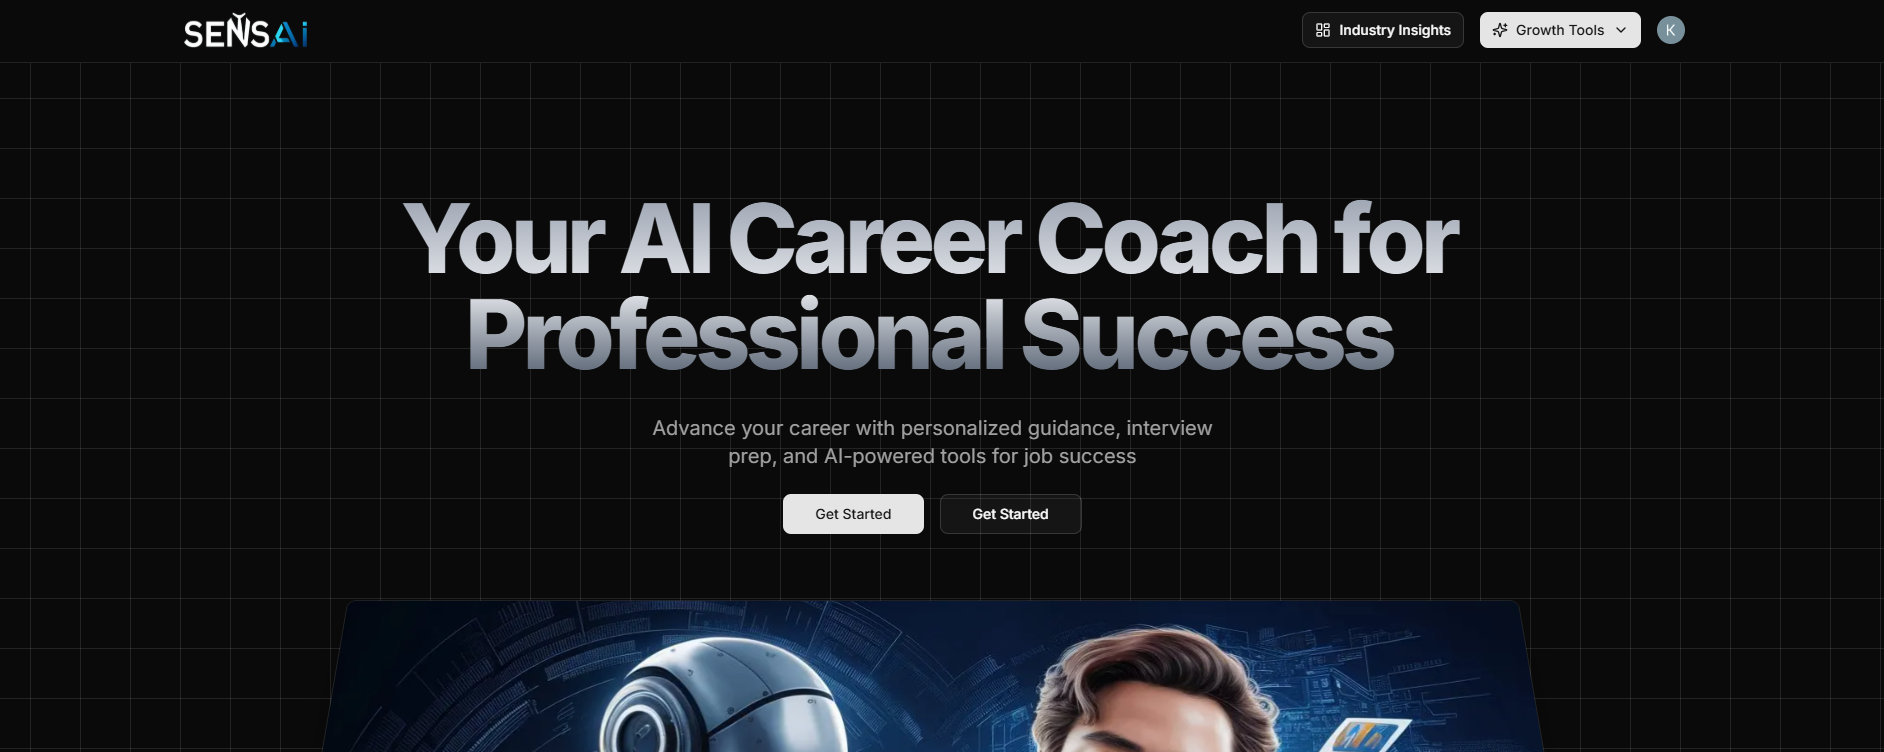 SENSAi
Industry Insights
Growth Tools
K
Your AI Career Coach for
Professional Success
Advance your career with personalized guidance, interview
prep, and AI-powered tools for job success
Get Started
Get Started